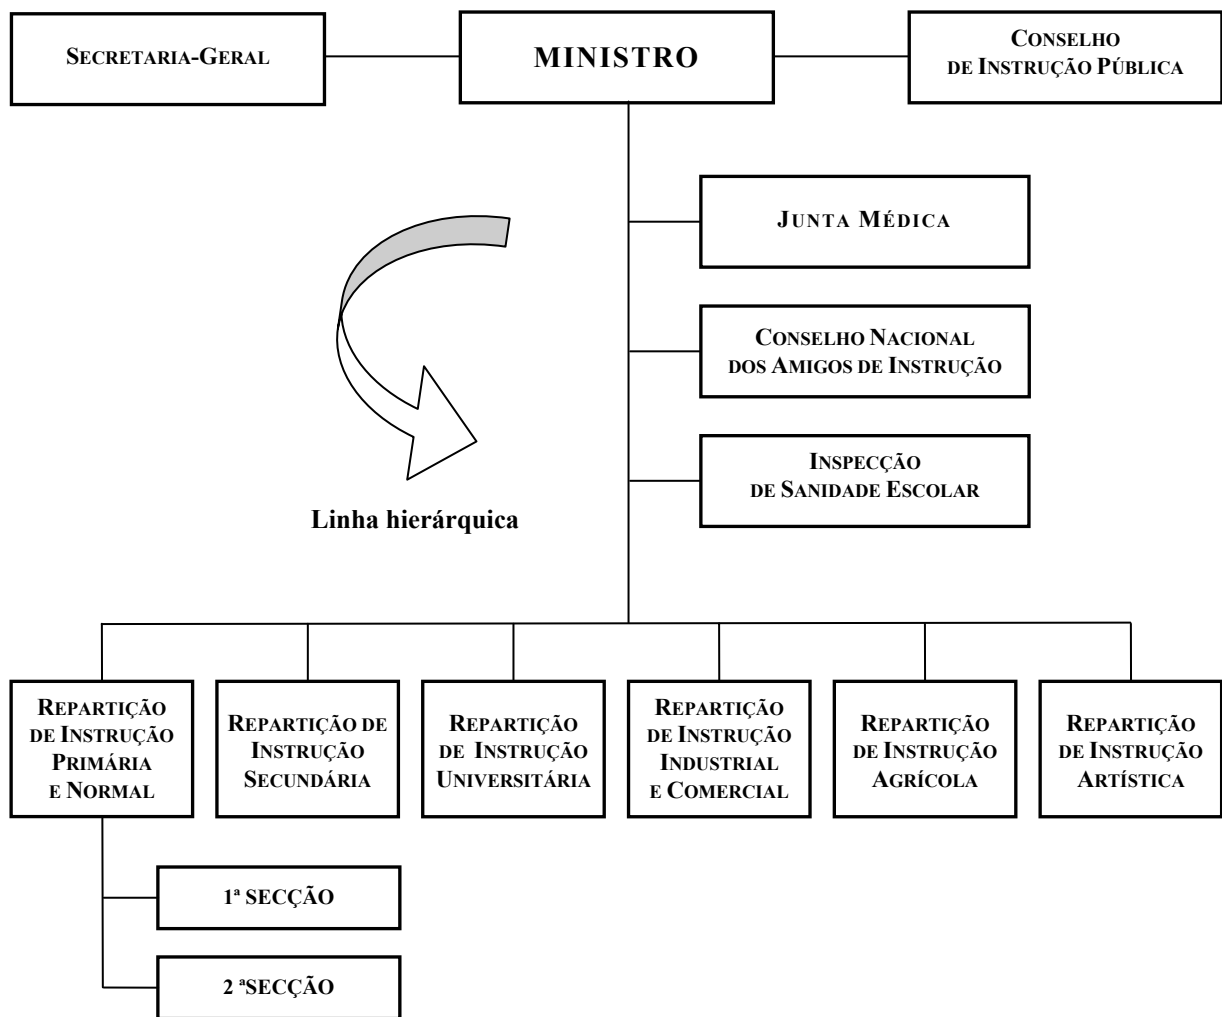 SECRETARIA-GERAL
MINISTRO
CONSELHO
DE INSTRUÇÃO PÚBLICA
JUNTA MÉDICA
CONSELHO NACIONAL
DOS AMIGOS DE INSTRUÇÃO
INSPECÇÃO
DE SANIDADE ESCOLAR
Linha hierárquica
REPARTIÇÃO
DE INSTRUÇÃO
PRIMÁRIA
E NORMAL
REPARTIÇÃO DE
INSTRUÇÃO
SECUNDÁRIA
REPARTIÇÃO
DE INSTRUÇÃO
UNIVERSITÁRIA
REPARTIÇÃO
DE INSTRUÇÃO
INDUSTRIAL
E COMERCIAL
REPARTIÇÃO
DE INSTRUÇÃO
AGRÍCOLA
REPARTIÇÃO
DE INSTRUÇÃO
ARTÍSTICA
1ª SECÇÃO
2 ªSECÇÃO